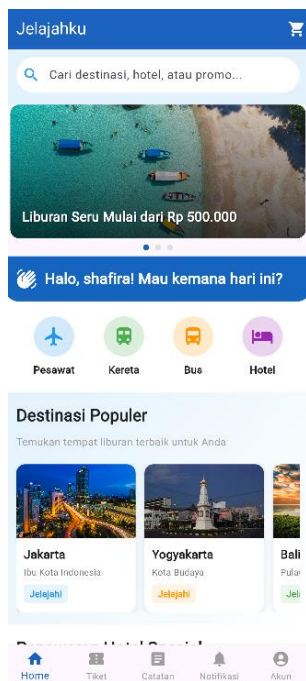 Jelajahku
Cari destinasi, hotel, atau promo...
Liburan Seru Mulai dari Rp 500.000
Halo, shafira! Mau kemana hari ini?
Pesawat Kereta Bus Hotel
Destinasi Populer
Temukan tempat liburan terbaik untuk Anda
Jakarta Yogyakarta Bali
Ibu Kota Indonesia Kota Budaya Pula
Jelajahi Jelajahi Jela
Home Tiket Catatan Notifikasi Akun